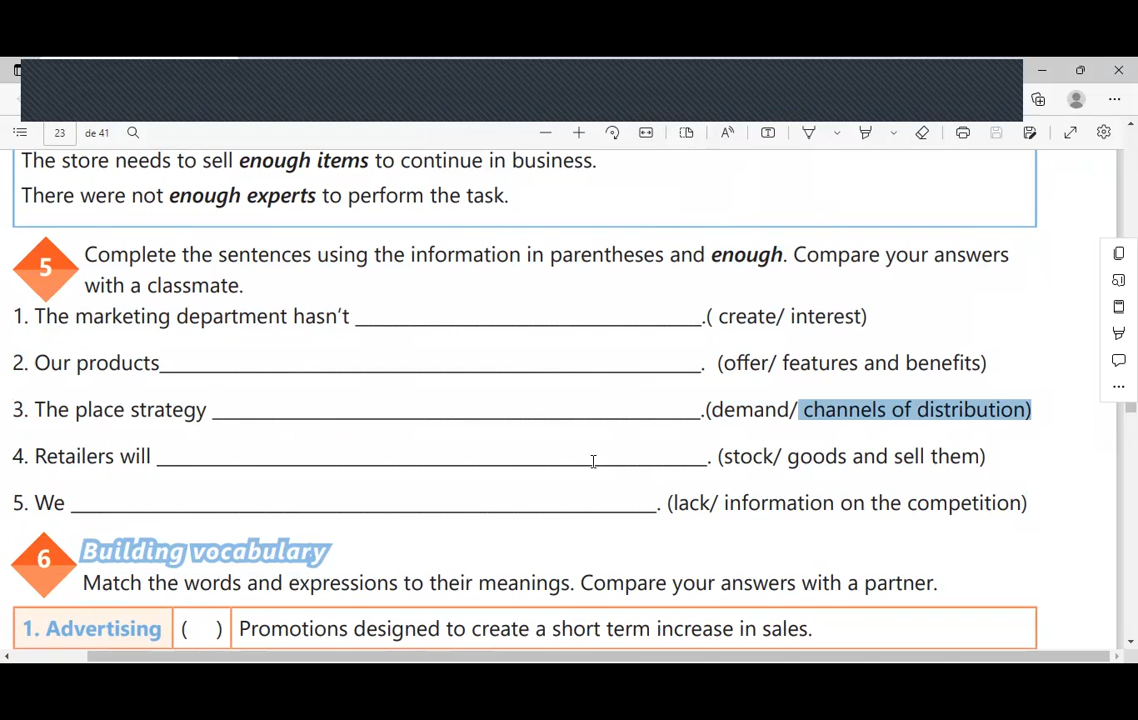 23 de 41
The store needs to sell enough items to continue in business.
There were not enough experts to perform the task.
5 Complete the sentences using the information in parentheses and enough. Compare your answers
with a classmate.
1. The marketing department hasn't ______________________________.( create/ interest)
2. Our products______________________________. (offer/ features and benefits)
3. The place strategy ______________________________.(demand/ channels of distribution)
4. Retailers will ______________________________. (stock/ goods and sell them)
5. We ______________________________. (lack/ information on the competition)
6 Building vocabulary
Match the words and expressions to their meanings. Compare your answers with a partner.
1. Advertising ( ) Promotions designed to create a short term increase in sales.